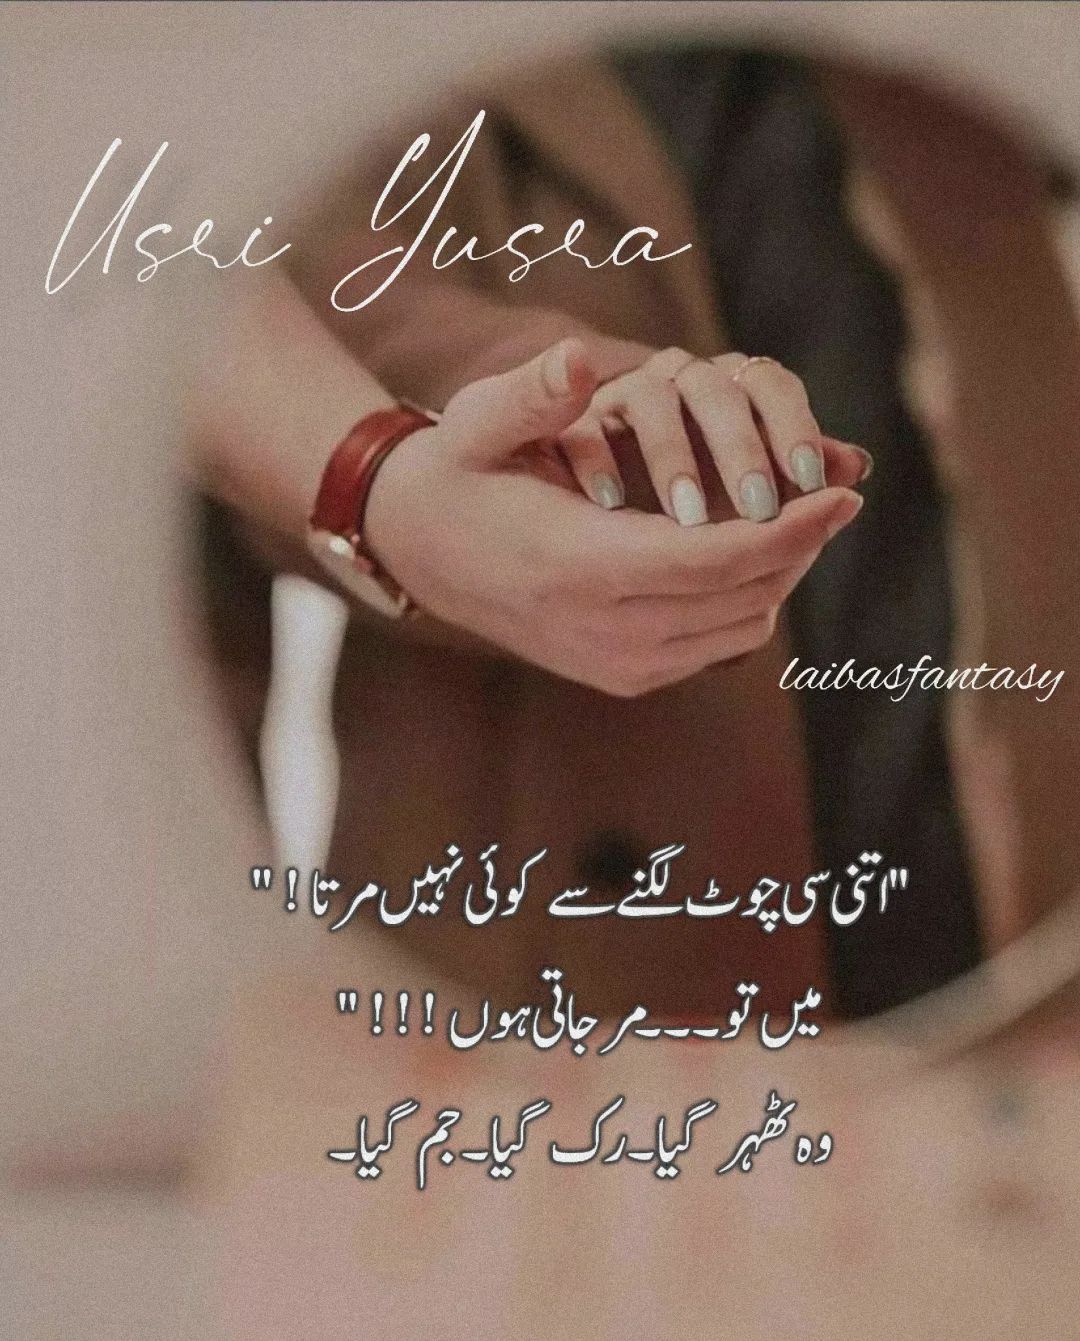 Usri Yusra
laibasfantasy
"اتنی سی چوٹ لگنے سے کوئی نہیں مرتا! "
میں تو۔۔۔مر جاتی ہوں !!! "
وہ ٹھہر گیا۔رک گیا۔جم گیا۔